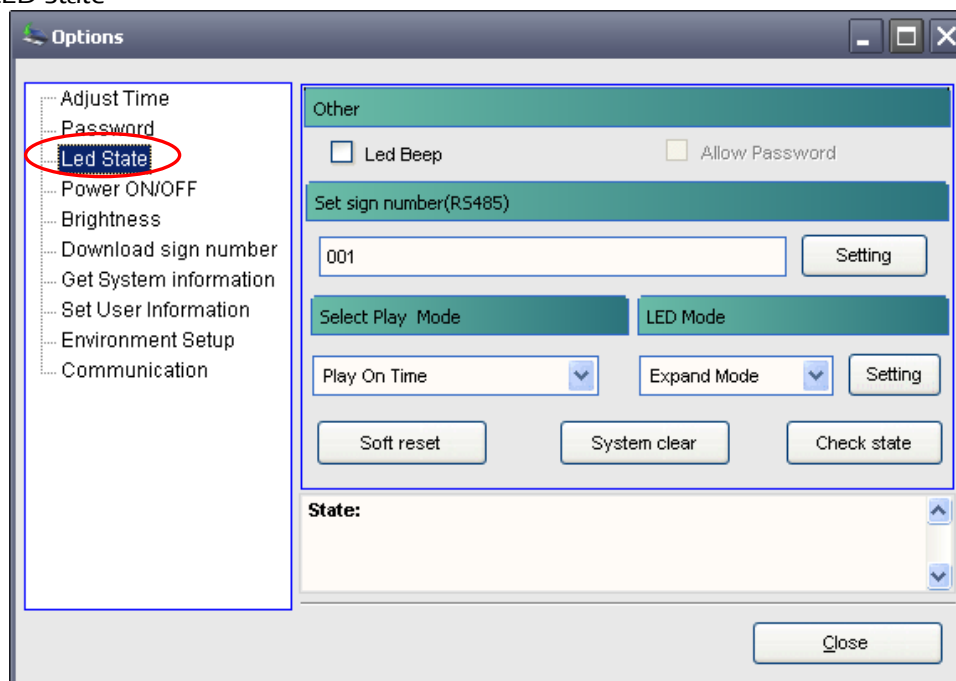 LED State
Options
Adjust Time
Password
Led State
Power ON/OFF
Brightness
Download sign number
Get System information
Set User Information
Environment Setup
Communication
Other
Led Beep
Allow Password
Set sign number(RS485)
001
Setting
Select Play Mode
LED Mode
Play On Time
Expand Mode
Setting
Soft reset
System clear
Check state
State:
Close